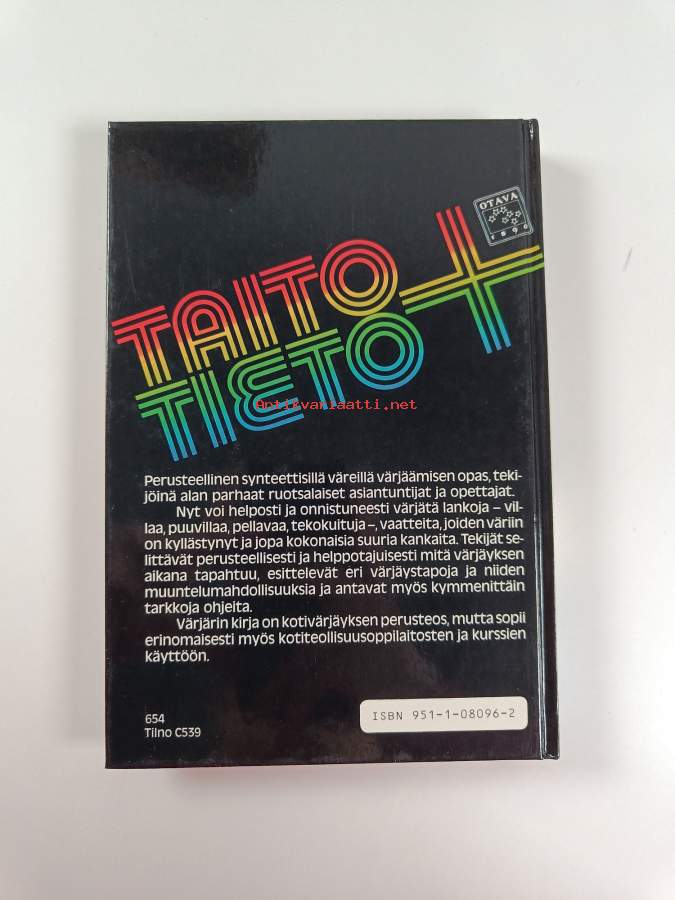 OTAVA
1890
TAITO +
TIETO
Antikvariaatti.net
Perusteellinen synteettisillä väreillä värjäämisen opas, teki-
jöinä alan parhaat ruotsalaiset asiantuntijat ja opettajat.
Nyt voi helposti ja onnistuneesti värjätä lankoja – vil-
laa, puuvillaa, pellavaa, tekokuituja –, vaatteita, joiden väriin
on kyllästynyt ja jopa kokonaisia suuria kankaita. Tekijät se-
littävät perusteellisesti ja helppotajuisesti mitä värjäyksen
aikana tapahtuu, esittelevät eri värjäystapoja ja niiden
muuntelumahdollisuuksia ja antavat myös kymmenittäin
tarkkoja ohjeita.
Värjärin kirja on kotivärjäyksen perusteos, mutta sopii
erinomaisesti myös kotiteollisuusoppilaitosten ja kurssien
käyttöön.
654
Tilno C539
ISBN 951-1-08096-2